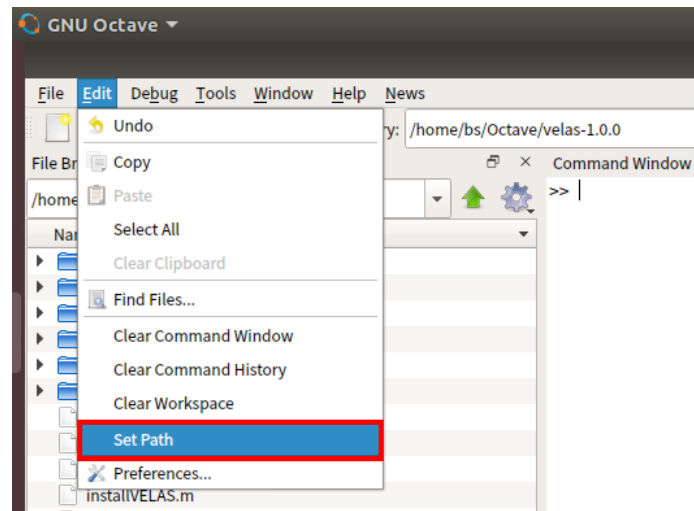 GNU Octave
File Edit Debug Tools Window Help News
ry: /home/bs/Octave/velas-1.0.0
File Br
Command Window
/home
>>
Nar
Undo
Copy
Paste
Select All
Clear Clipboard
Find Files...
Clear Command Window
Clear Command History
Clear Workspace
Set Path
Preferences...
installVELAS.m